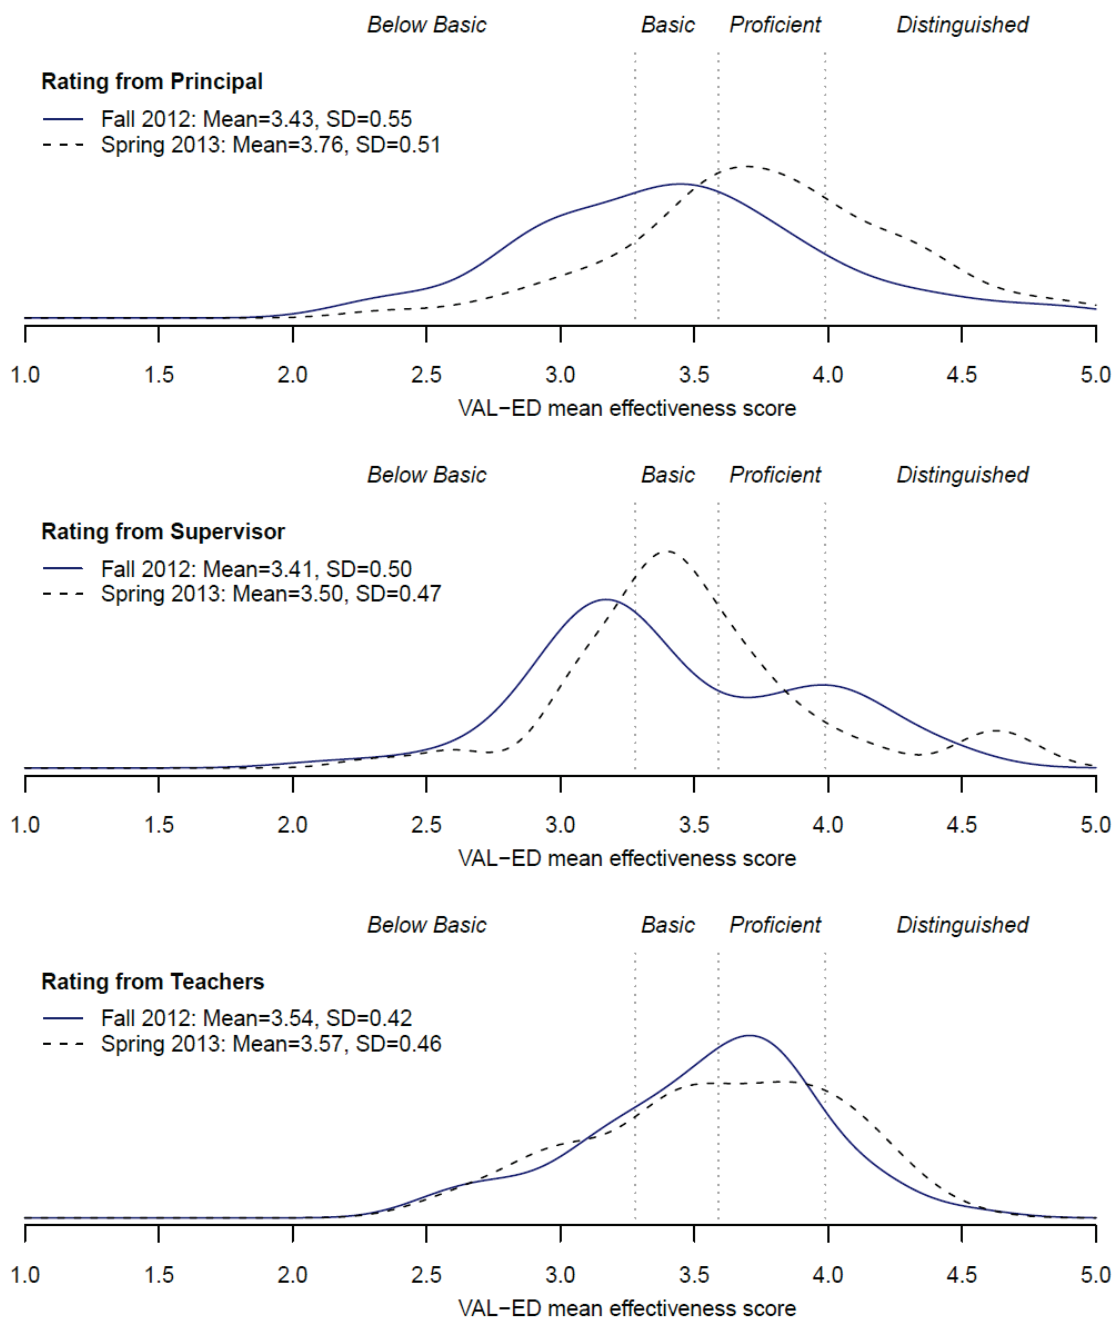 Below Basic Basic Proficient Distinguished
Rating from Principal
Fall 2012: Mean=3.43, SD=0.55
Spring 2013: Mean=3.76, SD=0.51
1.0 1.5 2.0 2.5 3.0 3.5 4.0 4.5 5.0
VAL−ED mean effectiveness score
Below Basic Basic Proficient Distinguished
Rating from Supervisor
Fall 2012: Mean=3.41, SD=0.50
Spring 2013: Mean=3.50, SD=0.47
1.0 1.5 2.0 2.5 3.0 3.5 4.0 4.5 5.0
VAL−ED mean effectiveness score
Below Basic Basic Proficient Distinguished
Rating from Teachers
Fall 2012: Mean=3.54, SD=0.42
Spring 2013: Mean=3.57, SD=0.46
1.0 1.5 2.0 2.5 3.0 3.5 4.0 4.5 5.0
VAL−ED mean effectiveness score